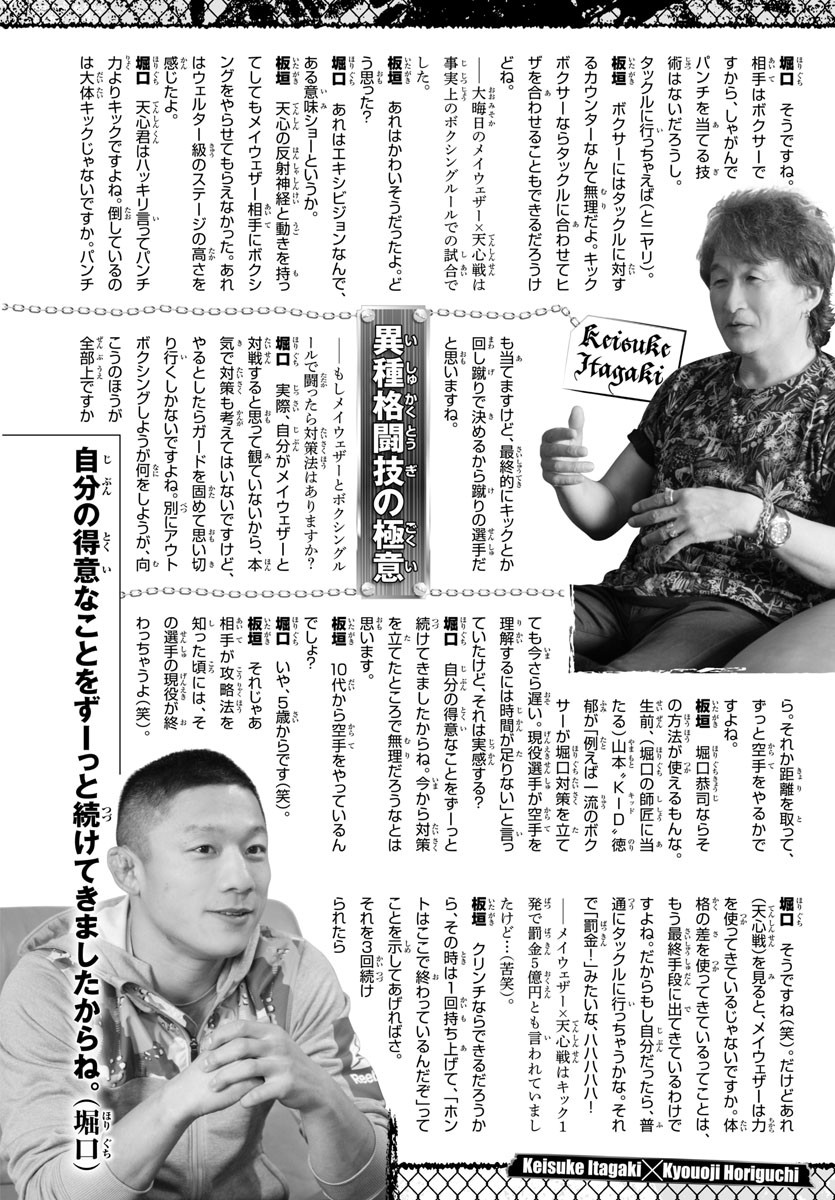 堀口　そうですね。
相手はボクサーで
すから、しゃがんで
パンチを当てる技
術はないだろうし。
タックルに行っちゃえば（とニヤリ）。
板垣　ボクサーにはタックルに対す
るカウンターなんて無理だよ。キック
ボクサーならタックルに合わせてヒ
ザを合わせることもできるだろうけ
どね。
――大晦日のメイウェザー×天心戦は
事実上のボクシングルールでの試合で
した。
板垣　あれはかわいそうだったよ。ど
う思った?
堀口　あれはエキシビジョンなんで、
ある意味ショーというか。
板垣　天心の反射神経と動きを持っ
てしてもメイウェザー相手にボクシ
ングをやらせてもらえなかった。あれ
はウェルター級のステージの高さを
感じたよ。
堀口　天心君はハッキリ言ってパンチ
力よりキックですよね。倒しているの
は大体キックじゃないですか。パンチ
Keisuke
Itagaki
も当てますけど、最終的にキックとか
回し蹴りで決めるから蹴りの選手だ
と思いますね。
異種格闘技の極意
――もしメイウェザーとボクシングル
ールで闘ったら対策法はありますか?
堀口　実際、自分がメイウェザーと
対戦すると思って観ていないから、本
気で対策も考えてはいないですけど、
やるとしたらガードを固めて思い切
り行くしかないですよね。別にアウト
ボクシングしようが何をしようが、向
こうのほうが
全部上ですか
ら。それか距離を取って、
ずっと空手をやるかで
すよね。
板垣　堀口恭司ならそ
の方法が使えるもんな。
生前、（堀口の師匠に当
たる）山本“KID”徳
郁が「例えば一流のボク
サーが堀口対策を立て
ても今さら遅い。現役選手が空手を
理解するには時間が足りない」と言っ
ていたけど、それは実感する?
堀口　自分の得意なことをずーっと
続けてきましたからね。今から対策
を立てたところで無理だろうなとは
思います。
板垣　10代から空手をやっているん
でしょ?
堀口　いや、5歳からです（笑）。
板垣　それじゃあ
相手が攻略法を
知った頃には、そ
の選手の現役が終
わっちゃうよ（笑）。
自分の得意なことをずーっと続けてきましたからね。（堀口）
堀口　そうですね（笑）。だけどあれ
（天心戦）を見ると、メイウェザーは力
を使ってきているじゃないですか。体
格の差を使ってきているってことは、
もう最終手段に出てきているわけで
すよね。だからもし自分だったら、普
通にタックルに行っちゃうかな。それ
で「罰金!」みたいな、ハハハハハ!
――メイウェザー×天心戦はキック1
発で罰金5億円とも言われていまし
たけど…（苦笑）。
板垣　クリンチならできるだろうか
ら、その時は1回持ち上げて、「ホン
トはここで終わっているんだぞ」って
ことを示してあげればさ。
それを3回続け
られたら
Reebok
Keisuke Itagaki×Kyouoji Horiguchi